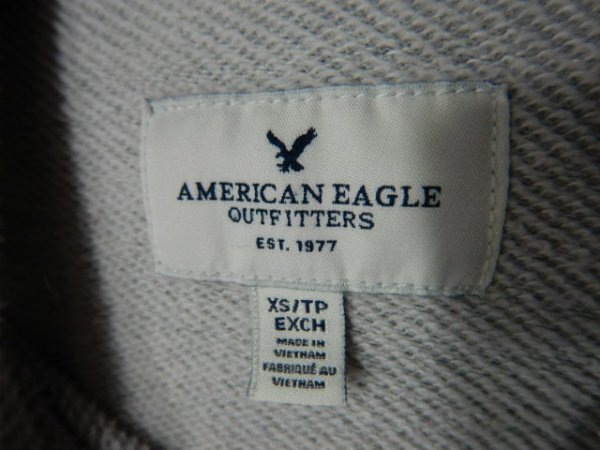 AMERICAN EAGLE
OUTFITTERS
EST. 1977
XS/TP
EXCH
MADE IN
VIETNAM
FABRIQUÉ AU
VIETNAM